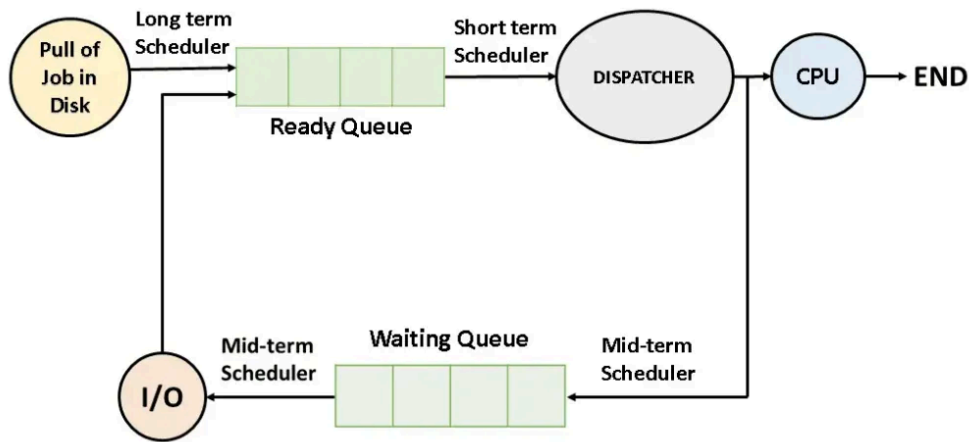 Pull of
Job in
Disk
Long term
Scheduler
Ready Queue
Short term
Scheduler
DISPATCHER
CPU
END
Waiting Queue
Mid-term
Scheduler
Mid-term
Scheduler
I/O